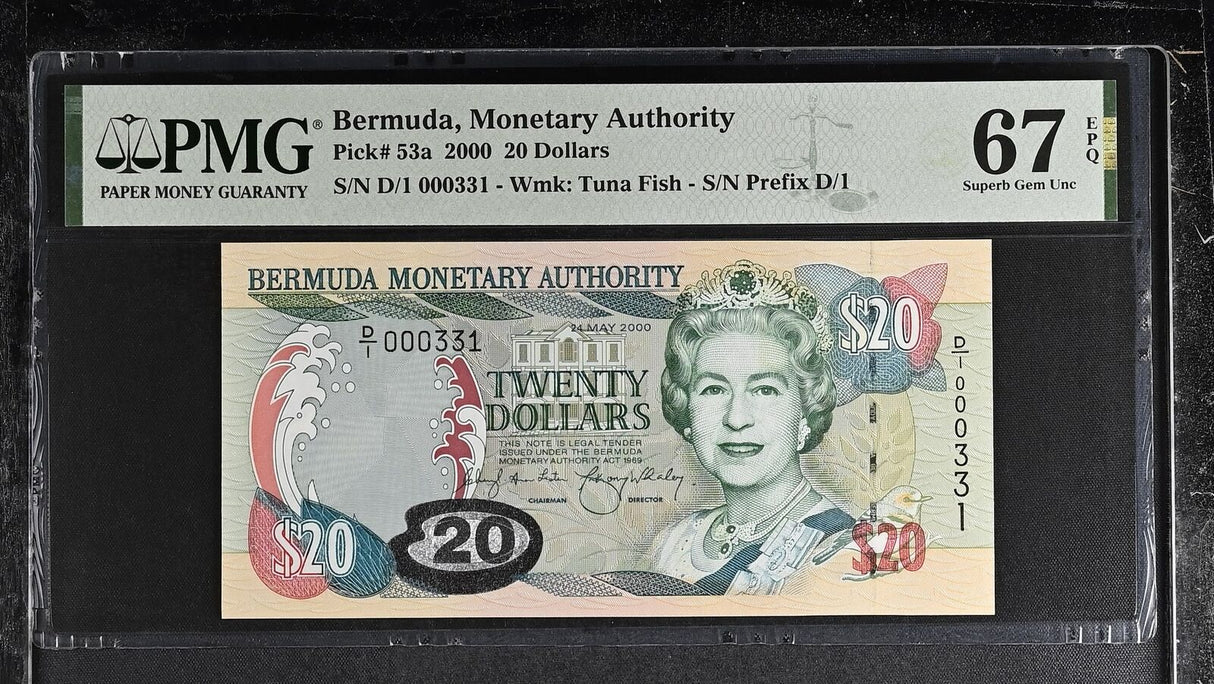 PMG®
PAPER MONEY GUARANTY
Bermuda, Monetary Authority
Pick# 53a 2000 20 Dollars
S/N D/1 000331 - Wmk: Tuna Fish - S/N Prefix D/1
67
EPQ
Superb Gem Unc
BERMUDA MONETARY AUTHORITY
D/1 000331
24 MAY 2000
$20
TWENTY
DOLLARS
THIS NOTE IS LEGAL TENDER
ISSUED UNDER THE BERMUDA
MONETARY AUTHORITY ACT 1969
CHAIRMAN DIRECTOR
D/1 000331
$20
20
$20